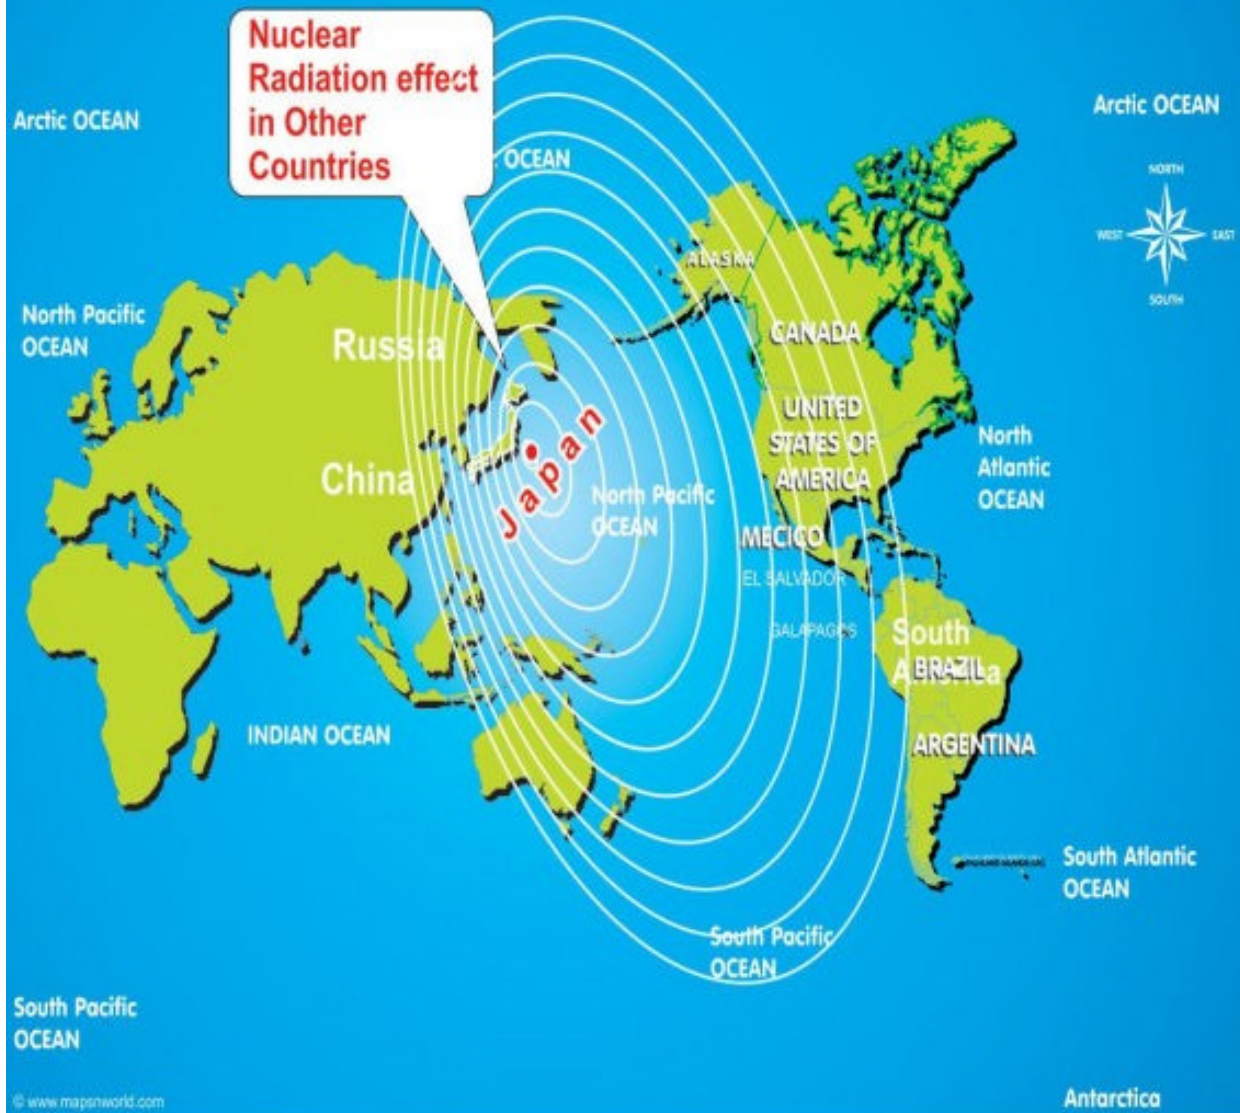 Nuclear
Radiation effect
in Other
Countries
Arctic OCEAN
OCEAN
Arctic OCEAN
NORTH
WEST
EAST
SOUTH
ALASKA
North Pacific
OCEAN
Russia
CANADA
UNITED
STATES OF
AMERICA
North
Atlantic
OCEAN
China
Japan
North Pacific
OCEAN
MECICO
EL SALVADOR
GALAPAGOS
South
America
BRAZIL
INDIAN OCEAN
ARGENTINA
South Atlantic
OCEAN
South Pacific
OCEAN
South Pacific
OCEAN
© www.mapsnworld.com
Antarctica